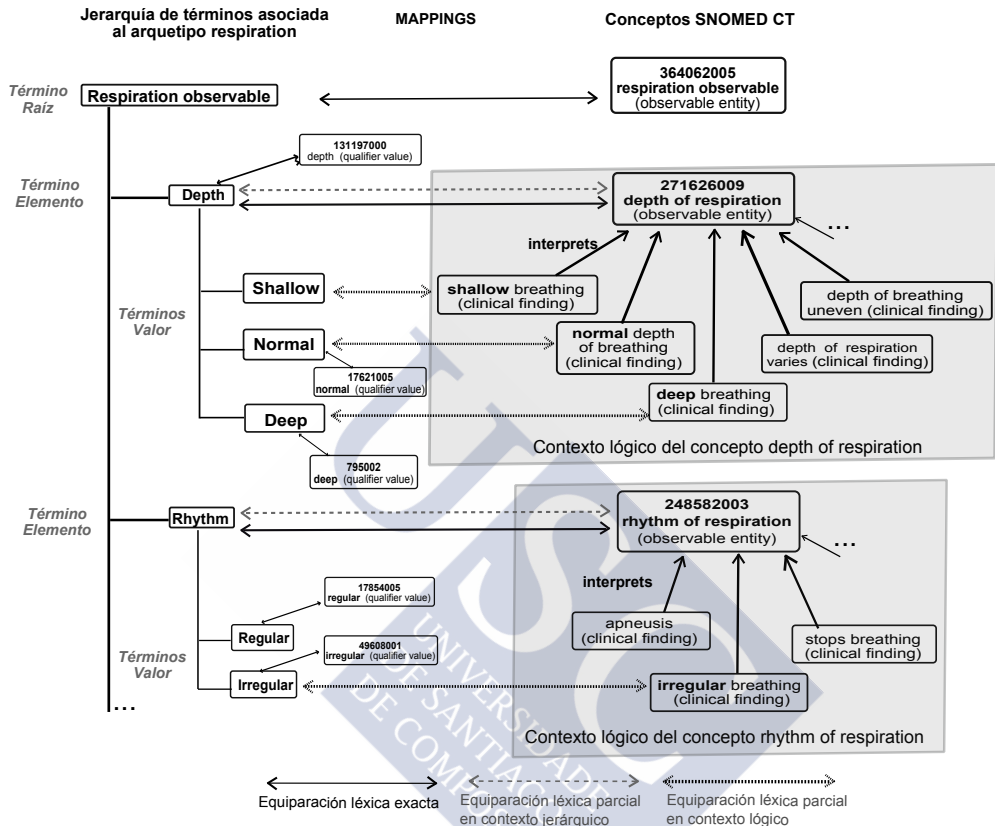 Jerarquía de términos asociada
al arquetipo respiration
MAPPINGS
Conceptos SNOMED CT
Término
Raíz
Respiration observable
364062005
respiration observable
(observable entity)
131197000
depth (qualifier value)
Término
Elemento
Depth
271626009
depth of respiration
(observable entity)
...
interprets
Términos
Valor
Shallow
shallow breathing
(clinical finding)
depth of breathing
uneven (clinical finding)
Normal
normal depth
of breathing
(clinical finding)
depth of respiration
varies (clinical finding)
17621005
normal (qualifier value)
Deep
deep breathing
(clinical finding)
795002
deep (qualifier value)
Contexto lógico del concepto depth of respiration
Término
Elemento
Rhythm
248582003
rhythm of respiration
(observable entity)
...
interprets
17854005
regular (qualifier value)
Regular
apneusis
(clinical finding)
stops breathing
(clinical finding)
49608001
irregular (qualifier value)
Términos
Valor
Irregular
irregular breathing
(clinical finding)
...
Contexto lógico del concepto rhythm of respiration
Equiparación léxica exacta
Equiparación léxica parcial
en contexto jerárquico
Equiparación léxica parcial
en contexto lógico
USC
UNIVERSIDADE
DE SANTIAGO
DE COMPOS